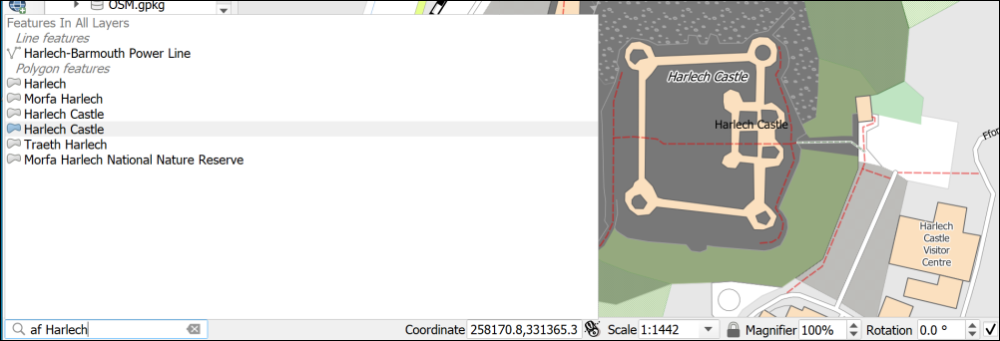 OSM.gpkg
Features In All Layers
Line features
Harlech-Barmouth Power Line
Polygon features
Harlech
Morfa Harlech
Harlech Castle
Harlech Castle
Traeth Harlech
Morfa Harlech National Nature Reserve
Harlech Castle
Harlech Castle
Ffor
Harlech
Castle
Visitor
Centre
af Harlech
Coordinate 258170.8,331365.3 Scale 1:1442 Magnifier 100% Rotation 0.0 °